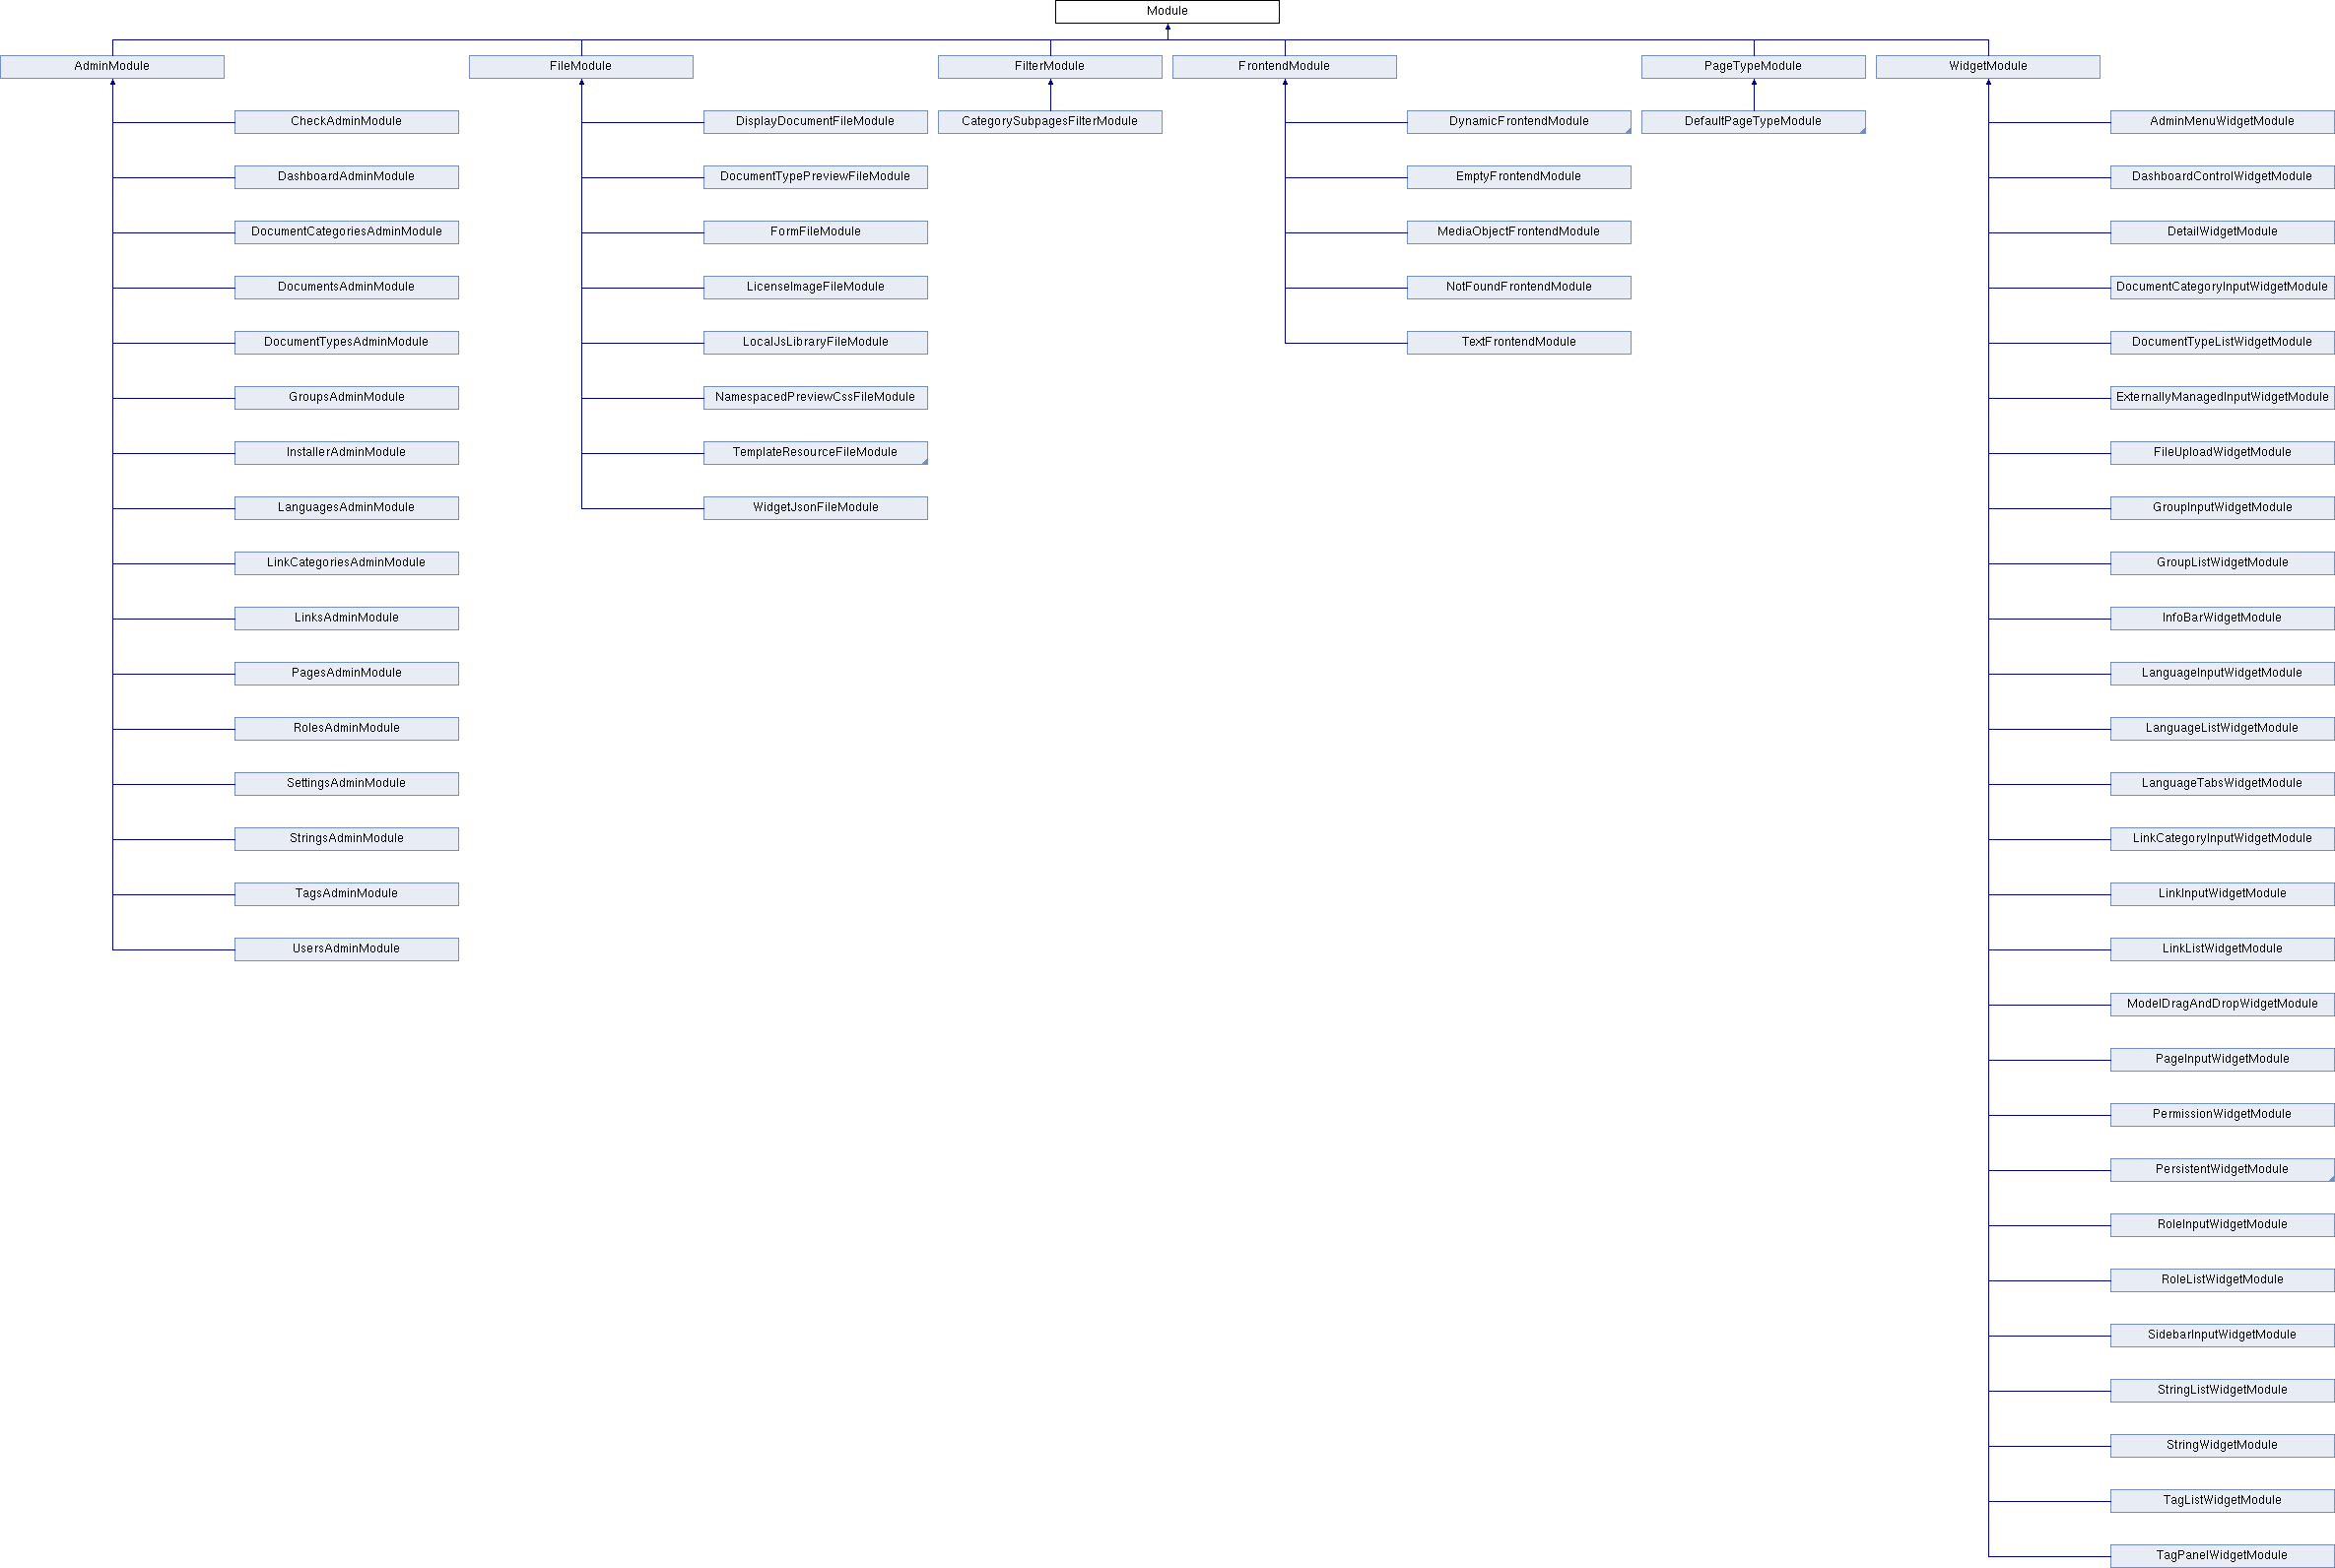 Module
AdminModule
FileModule
FilterModule
FrontendModule
PageTypeModule
WidgetModule
CheckAdminModule
DisplayDocumentFileModule
CategorySubpagesFilterModule
DynamicFrontendModule
DefaultPageTypeModule
AdminMenuWidgetModule
DashboardAdminModule
DocumentTypePreviewFileModule
EmptyFrontendModule
DashboardControlWidgetModule
DocumentCategoriesAdminModule
FormFileModule
MediaObjectFrontendModule
DetailWidgetModule
DocumentsAdminModule
LicenseImageFileModule
NotFoundFrontendModule
DocumentCategoryInputWidgetModule
DocumentTypesAdminModule
LocalJsLibraryFileModule
TextFrontendModule
DocumentTypeListWidgetModule
GroupsAdminModule
NamespacedPreviewCssFileModule
ExternallyManagedInputWidgetModule
InstallerAdminModule
TemplateResourceFileModule
FileUploadWidgetModule
LanguagesAdminModule
WidgetJsonFileModule
GroupInputWidgetModule
LinkCategoriesAdminModule
GroupListWidgetModule
LinksAdminModule
InfoBarWidgetModule
PagesAdminModule
LanguageInputWidgetModule
RolesAdminModule
LanguageListWidgetModule
SettingsAdminModule
LanguageTabsWidgetModule
StringsAdminModule
LinkCategoryInputWidgetModule
TagsAdminModule
LinkInputWidgetModule
UsersAdminModule
LinkListWidgetModule
ModelDragAndDropWidgetModule
PageInputWidgetModule
PermissionWidgetModule
PersistentWidgetModule
RoleInputWidgetModule
RoleListWidgetModule
SidebarInputWidgetModule
StringListWidgetModule
StringWidgetModule
TagListWidgetModule
TagPanelWidgetModule